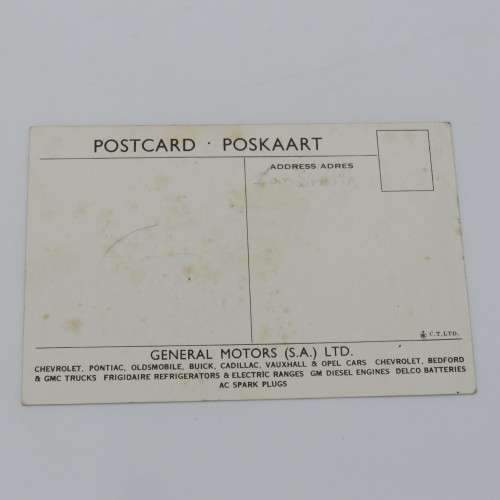 POSTCARD · POSKAART
ADDRESS ADRES
C.T.LTD.
GENERAL MOTORS (S.A.) LTD.
CHEVROLET, PONTIAC, OLDSMOBILE, BUICK, CADILLAC, VAUXHALL & OPEL CARS CHEVROLET, BEDFORD
& GMC TRUCKS FRIGIDAIRE REFRIGERATORS & ELECTRIC RANGES GM DIESEL ENGINES DELCO BATTERIES
AC SPARK PLUGS